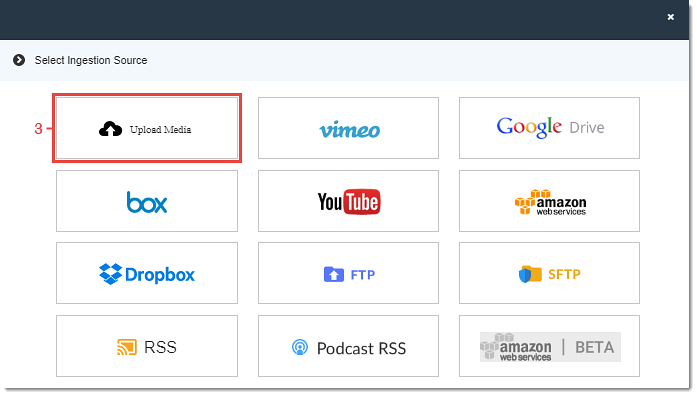 Select Ingestion Source
3
Upload Media
vimeo
Google Drive
box
YouTube
amazon
web services
Dropbox
FTP
SFTP
RSS
Podcast RSS
amazon
web services | BETA